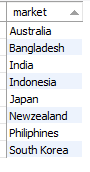 market
Australia
Bangladesh
India
Indonesia
Japan
Newzealand
Philiphines
South Korea